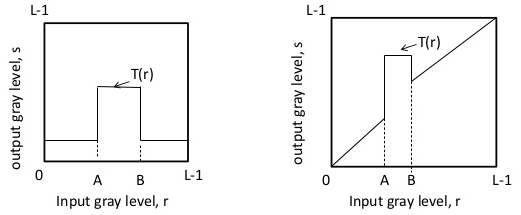 L-1
output gray level, s
T(r)
0
A
B
L-1
Input gray level, r
L-1
output gray level, s
T(r)
0
A
B
L-1
Input gray level, r